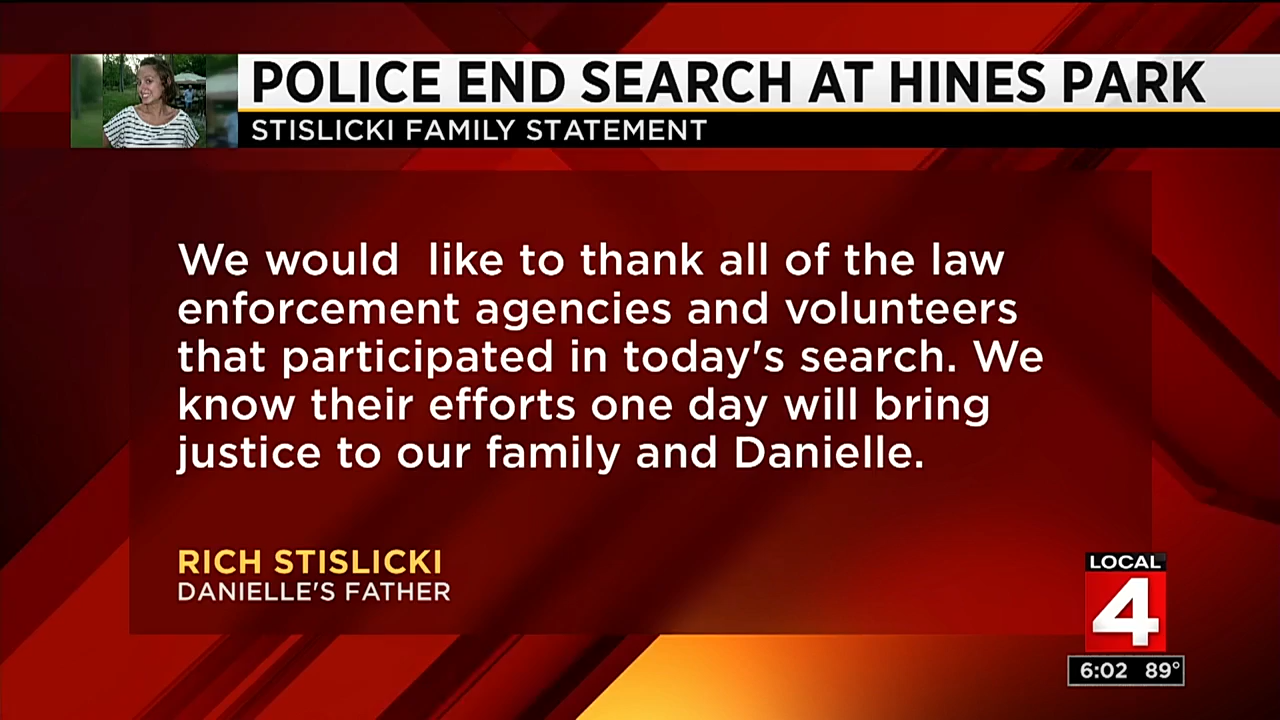 POLICE END SEARCH AT HINES PARK
STISLICKI FAMILY STATEMENT
We would  like to thank all of the law
enforcement agencies and volunteers
that participated in today's search. We
know their efforts one day will bring
justice to our family and Danielle.
RICH STISLICKI
DANIELLE'S FATHER
LOCAL
4
6:02 89°